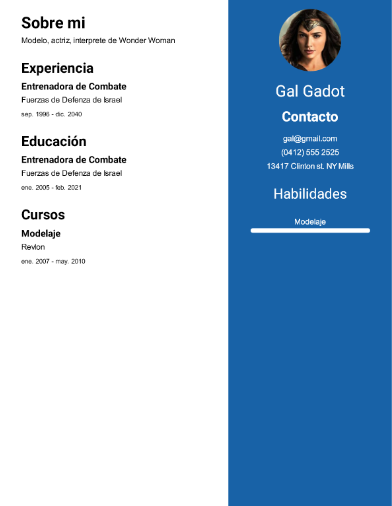 Sobre mi
Modelo, actriz, interprete de Wonder Woman
Experiencia
Entrenadora de Combate
Fuerzas de Defenza de Israel
sep. 1996 - dic. 2040
Educación
Entrenadora de Combate
Fuerzas de Defenza de Israel
ene. 2005 - feb. 2021
Cursos
Modelaje
Revlon
ene. 2007 - may. 2010
Gal Gadot
Contacto
gal@gmail.com
(0412) 555 2525
13417 Clinton st. NY Mills
Habilidades
Modelaje